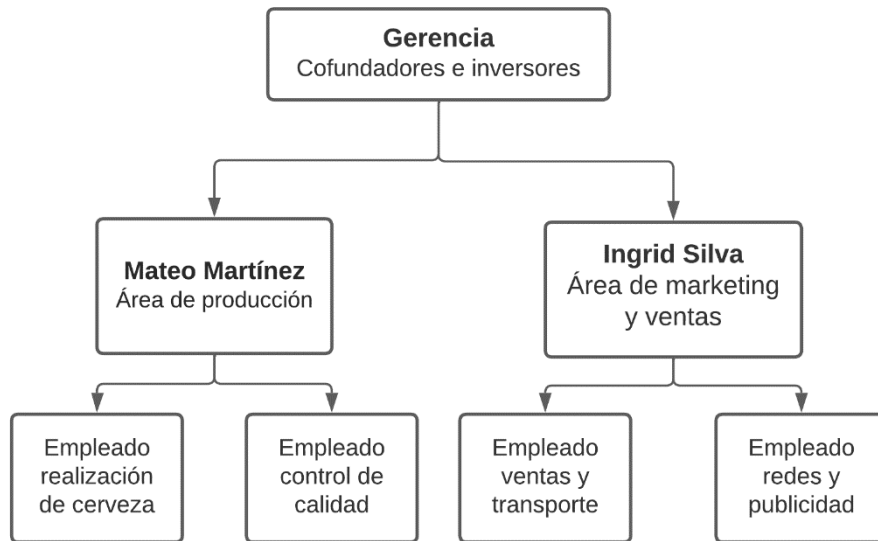 Gerencia
Cofundadores e inversores
Mateo Martínez
Área de producción
Ingrid Silva
Área de marketing
y ventas
Empleado
realización
de cerveza
Empleado
control de
calidad
Empleado
ventas y
transporte
Empleado
redes y
publicidad